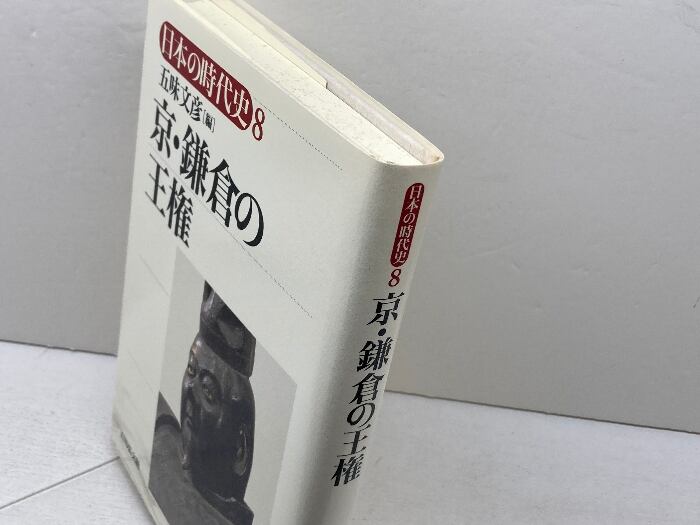 日本の時代史 8
五味文彦[編]
京・鎌倉の
王権
日本の時代史 8
京・鎌倉の王権